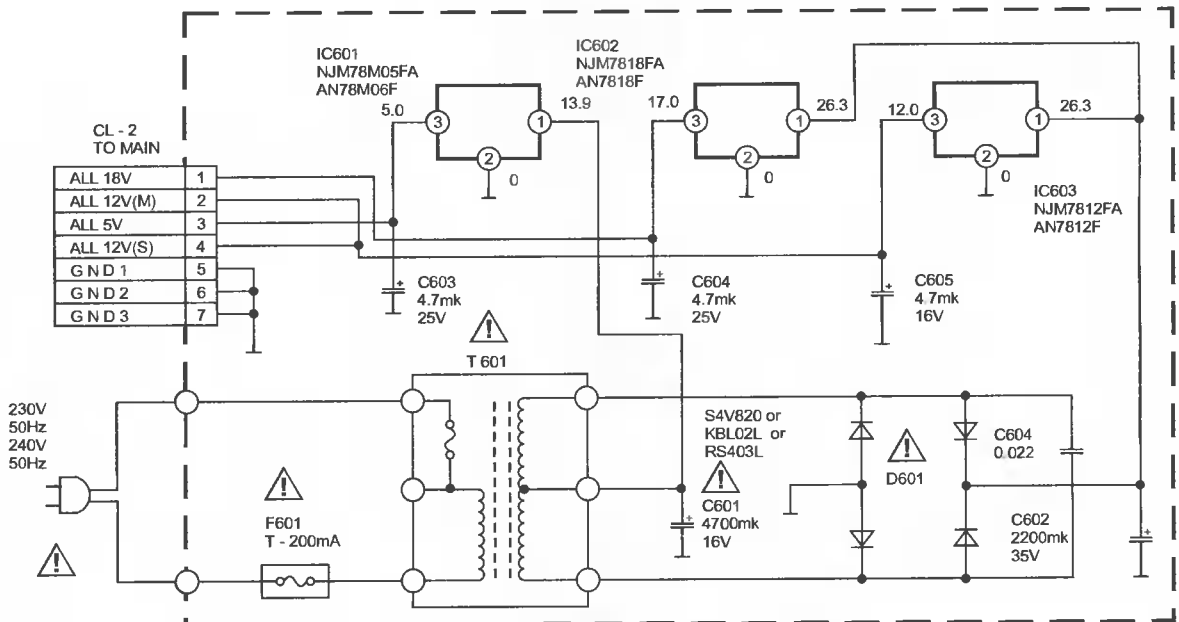 IC601
NJM78M05FA
AN78M06F
IC602
NJM7818FA
AN7818F
5.0
3
1
2
0
13.9
17.0
3
1
2
0
26.3
12.0
3
1
2
0
26.3
IC603
NJM7812FA
AN7812F
CL - 2
TO MAIN
ALL 18V 1
ALL 12V(M) 2
ALL 5V 3
ALL 12V(S) 4
G N D 1 5
G N D 2 6
G N D 3 7
+
C603
4.7mk
25V
+
C604
4.7mk
25V
+
C605
4.7mk
16V
!
T 601
230V
50Hz
240V
50Hz
!
!
F601
T - 200mA
S4V820 or
KBL02L or
RS403L
!
+
C601
4700mk
16V
!
D601
C604
0.022
C602
2200mk
35V
+